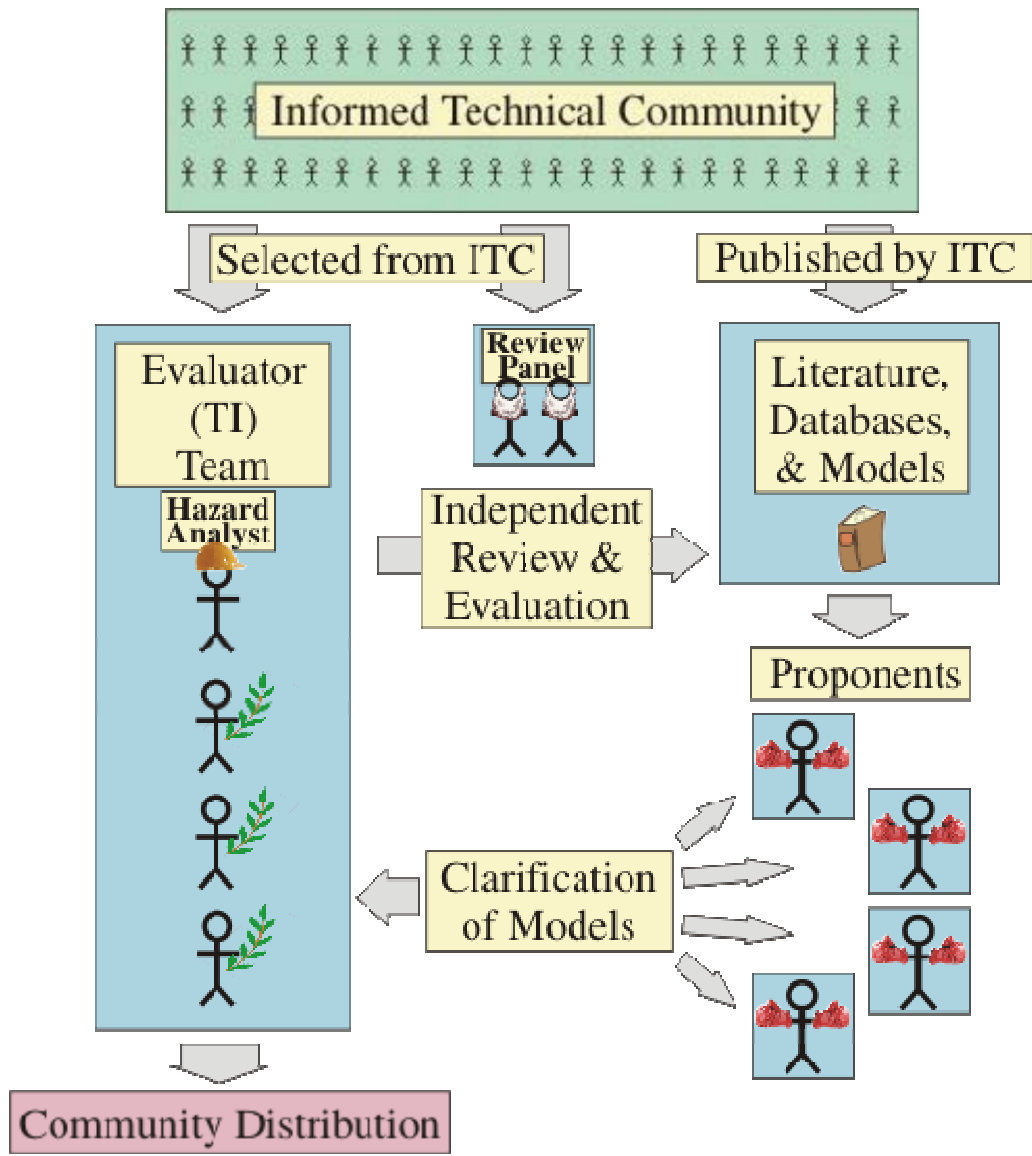 Informed Technical Community
Selected from ITC
Published by ITC
Evaluator
(TI)
Team
Hazard
Analyst
Review
Panel
Literature,
Databases,
& Models
Independent
Review &
Evaluation
Proponents
Clarification
of Models
Community Distribution